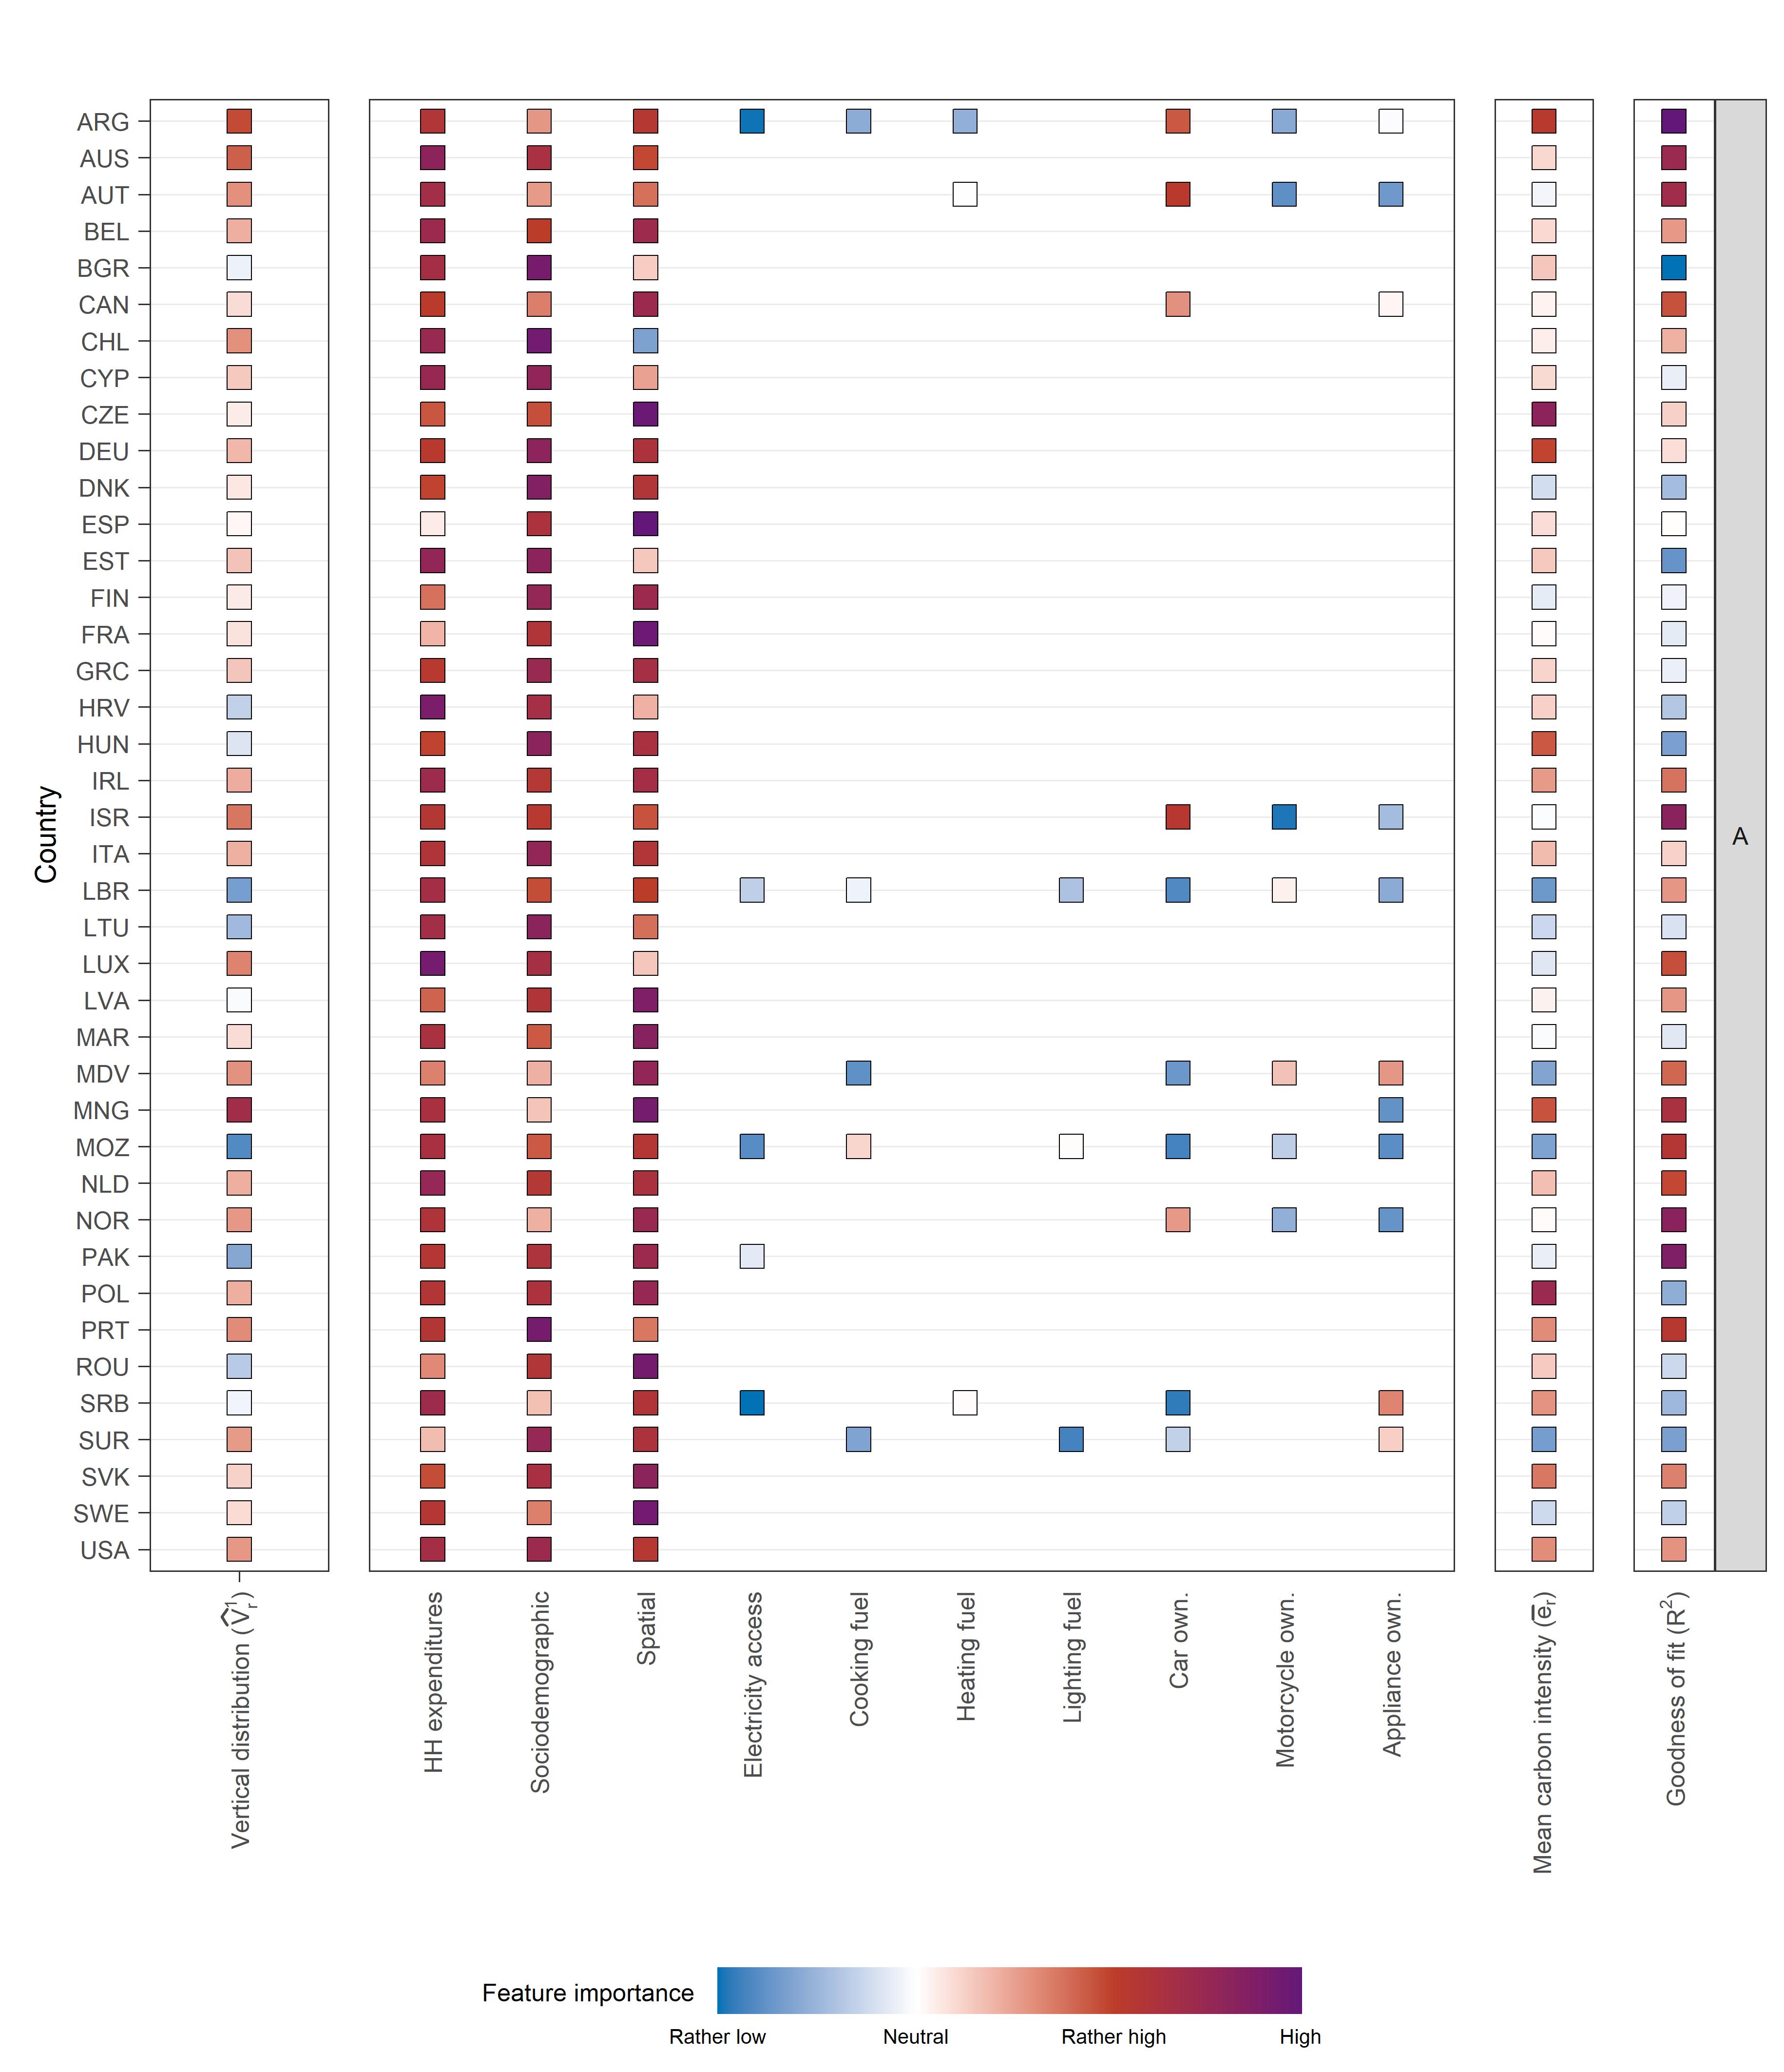 ARG
AUS
AUT
BEL
BGR
CAN
CHL
CYP
CZE
DEU
DNK
ESP
EST
FIN
FRA
GRC
HRV
HUN
IRL
ISR
ITA
LBR
LTU
LUX
LVA
MAR
MDV
MNG
MOZ
NLD
NOR
PAK
POL
PRT
ROU
SRB
SUR
SVK
SWE
USA
Country
A
Vertical distribution (V̂ᵣ¹)
HH expenditures
Sociodemographic
Spatial
Electricity access
Cooking fuel
Heating fuel
Lighting fuel
Car own.
Motorcycle own.
Appliance own.
Mean carbon intensity (e̅ᵣ)
Goodness of fit (R²)
Feature importance
Rather low Neutral Rather high High